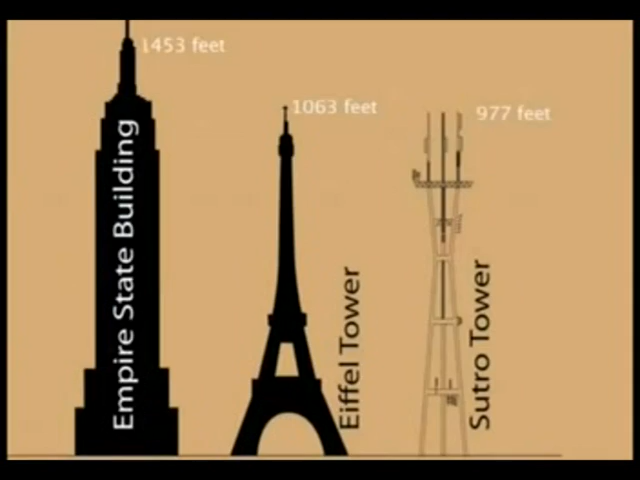 1453 feet
Empire State Building
1063 feet
Eiffel Tower
977 feet
Sutro Tower